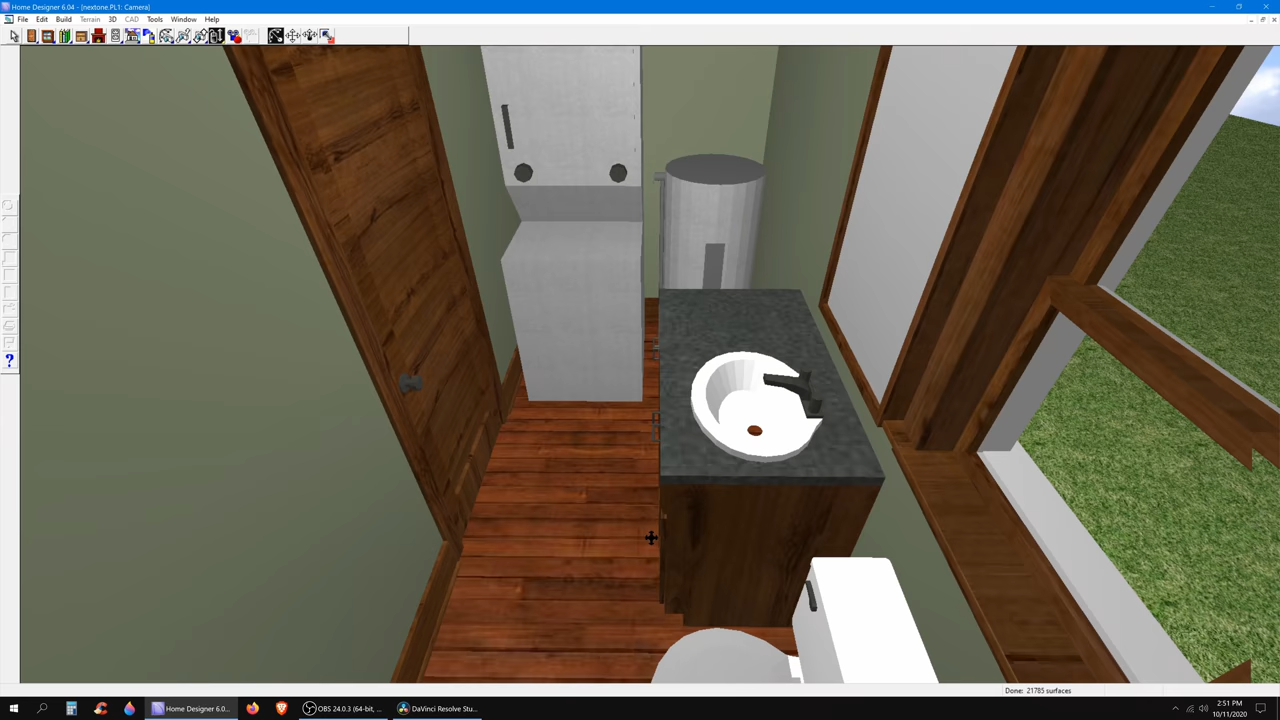 Home Designer 6.04 - [nextone.PL1: Camera]
File Edit Build Terrain 3D CAD Tools Window Help
?
Done: 21785 surfaces
Home Designer 6.0...
OBS 24.0.3 (64-bit, ...
DaVinci Resolve Stu...
2:51 PM
10/11/2020